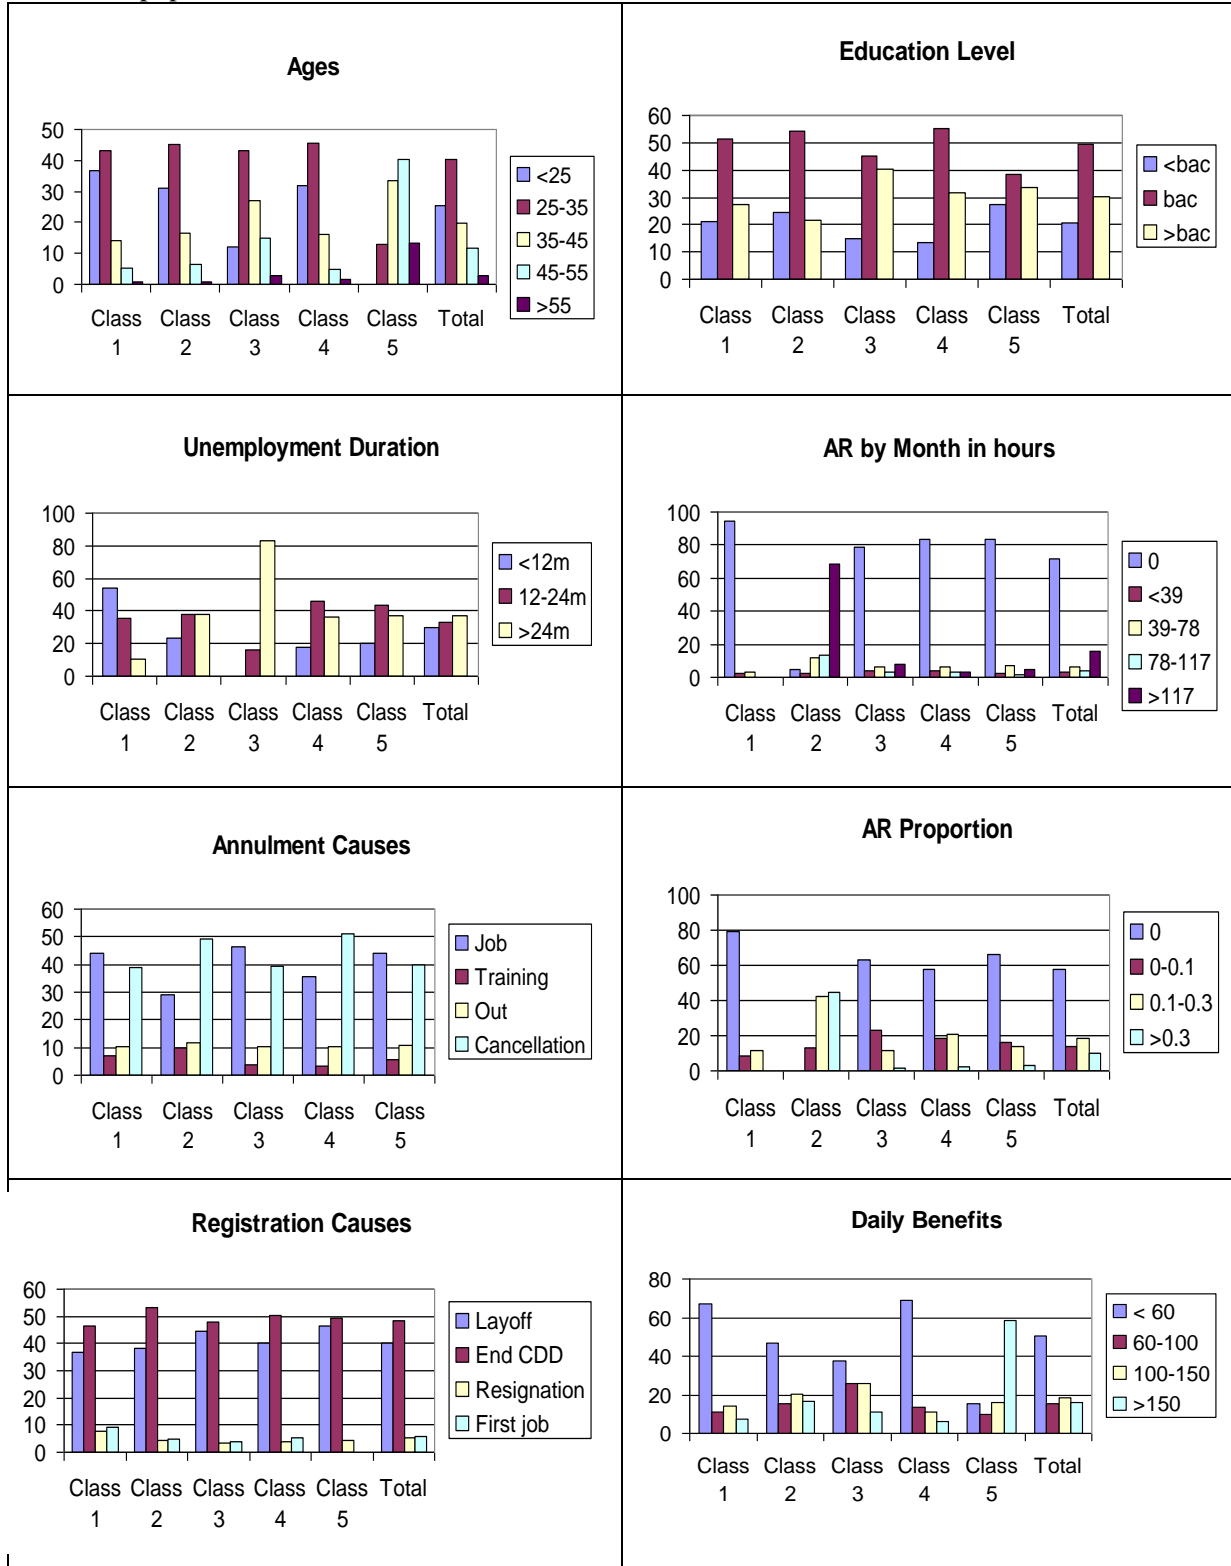 Ages
50
40
30
20
10
0
Class Class Class Class Class Total
1 2 3 4 5
<25
25-35
35-45
45-55
>55
Education Level
60
50
40
30
20
10
0
Class Class Class Class Class Total
1 2 3 4 5
<bac
bac
>bac
Unemployment Duration
100
80
60
40
20
0
Class Class Class Class Class Total
1 2 3 4 5
<12m
12-24m
>24m
AR by Month in hours
100
80
60
40
20
0
Class Class Class Class Class Total
1 2 3 4 5
0
<39
39-78
78-117
>117
Annulment Causes
60
50
40
30
20
10
0
Class Class Class Class Class
1 2 3 4 5
Job
Training
Out
Cancellation
AR Proportion
100
80
60
40
20
0
Class Class Class Class Class Total
1 2 3 4 5
0
0-0.1
0.1-0.3
>0.3
Registration Causes
60
50
40
30
20
10
0
Class Class Class Class Class Total
1 2 3 4 5
Layoff
End CDD
Resignation
First job
Daily Benefits
80
60
40
20
0
Class Class Class Class Class Total
1 2 3 4 5
< 60
60-100
100-150
>150